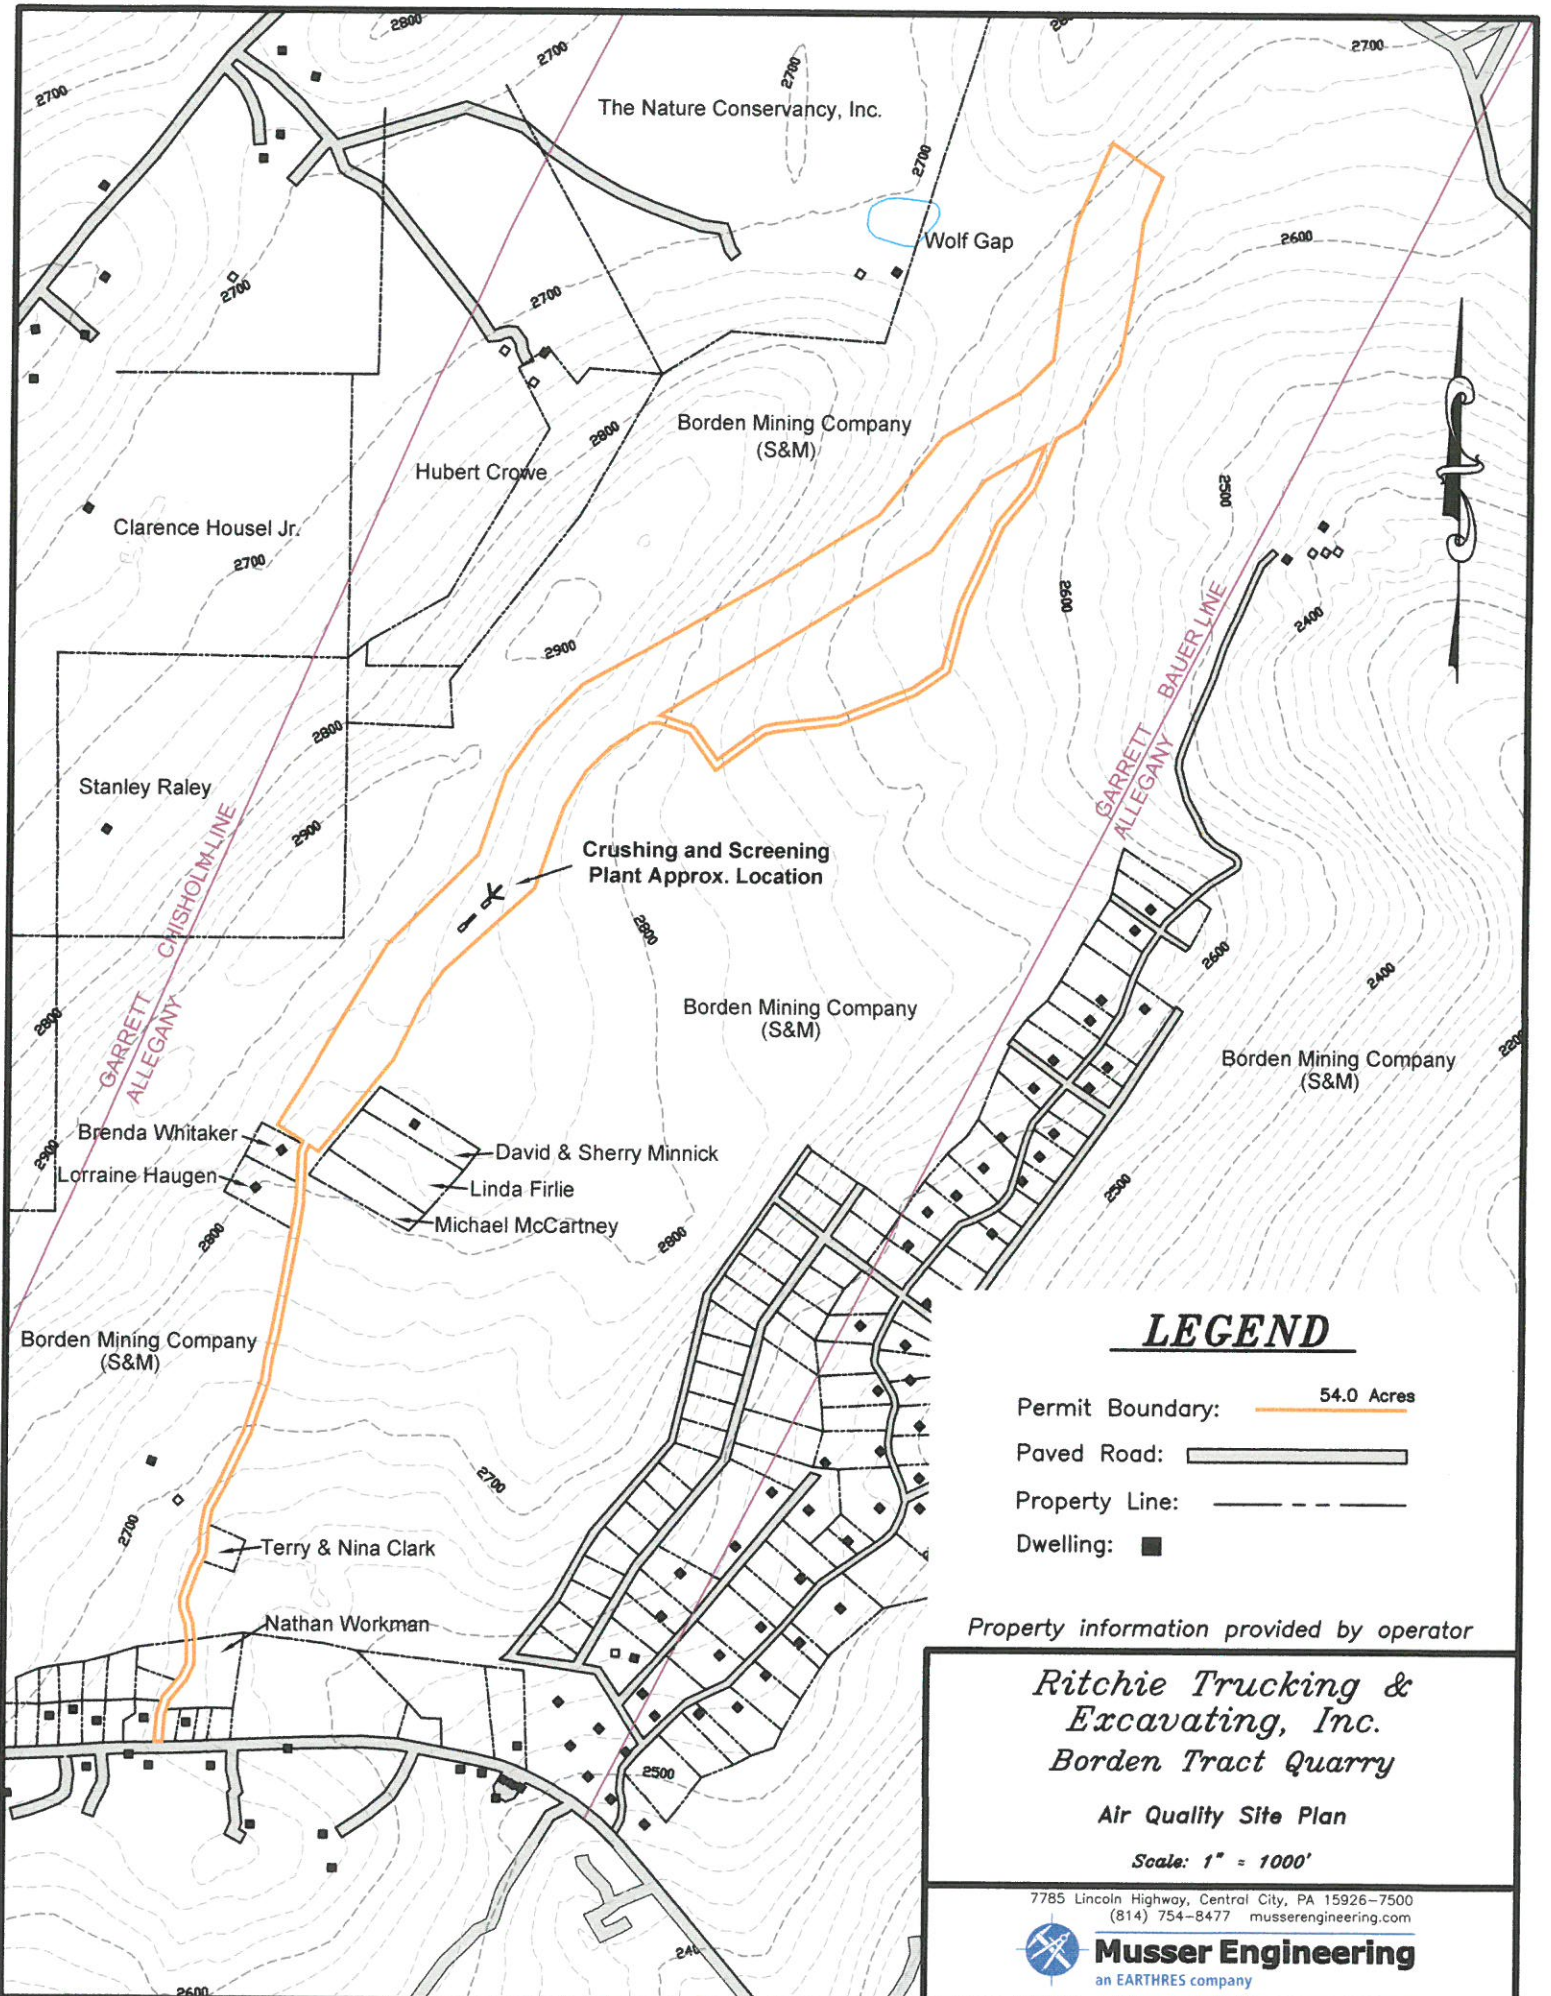 2800
2700
2700
2700
2700
The Nature Conservancy, Inc.
2700
Wolf Gap
2600
2700
2700
Borden Mining Company
(S&M)
2800
Hubert Crowe
2500
Clarence Housel Jr.
2700
2600
2400
2900
BAUER LINE
GARRETT
ALLEGANY
2800
Stanley Raley
2900
CHISHOLM LINE
GARRETT
ALLEGANY
Crushing and Screening
Plant Approx. Location
2800
2600
2400
2800
Borden Mining Company
(S&M)
2200
Borden Mining Company
(S&M)
Brenda Whitaker
2900
Lorraine Haugen
David & Sherry Minnick
Linda Firlie
Michael McCartney
2500
2800
2800
Borden Mining Company
(S&M)
2700
2700
Terry & Nina Clark
Nathan Workman
2500
2600
LEGEND
Permit Boundary: 54.0 Acres
Paved Road:
Property Line:
Dwelling:
Property information provided by operator
Ritchie Trucking &
Excavating, Inc.
Borden Tract Quarry
Air Quality Site Plan
Scale: 1" = 1000'
7785 Lincoln Highway, Central City, PA 15926-7500
(814) 754-8477 musserengineering.com
Musser Engineering
an EARTHRES company